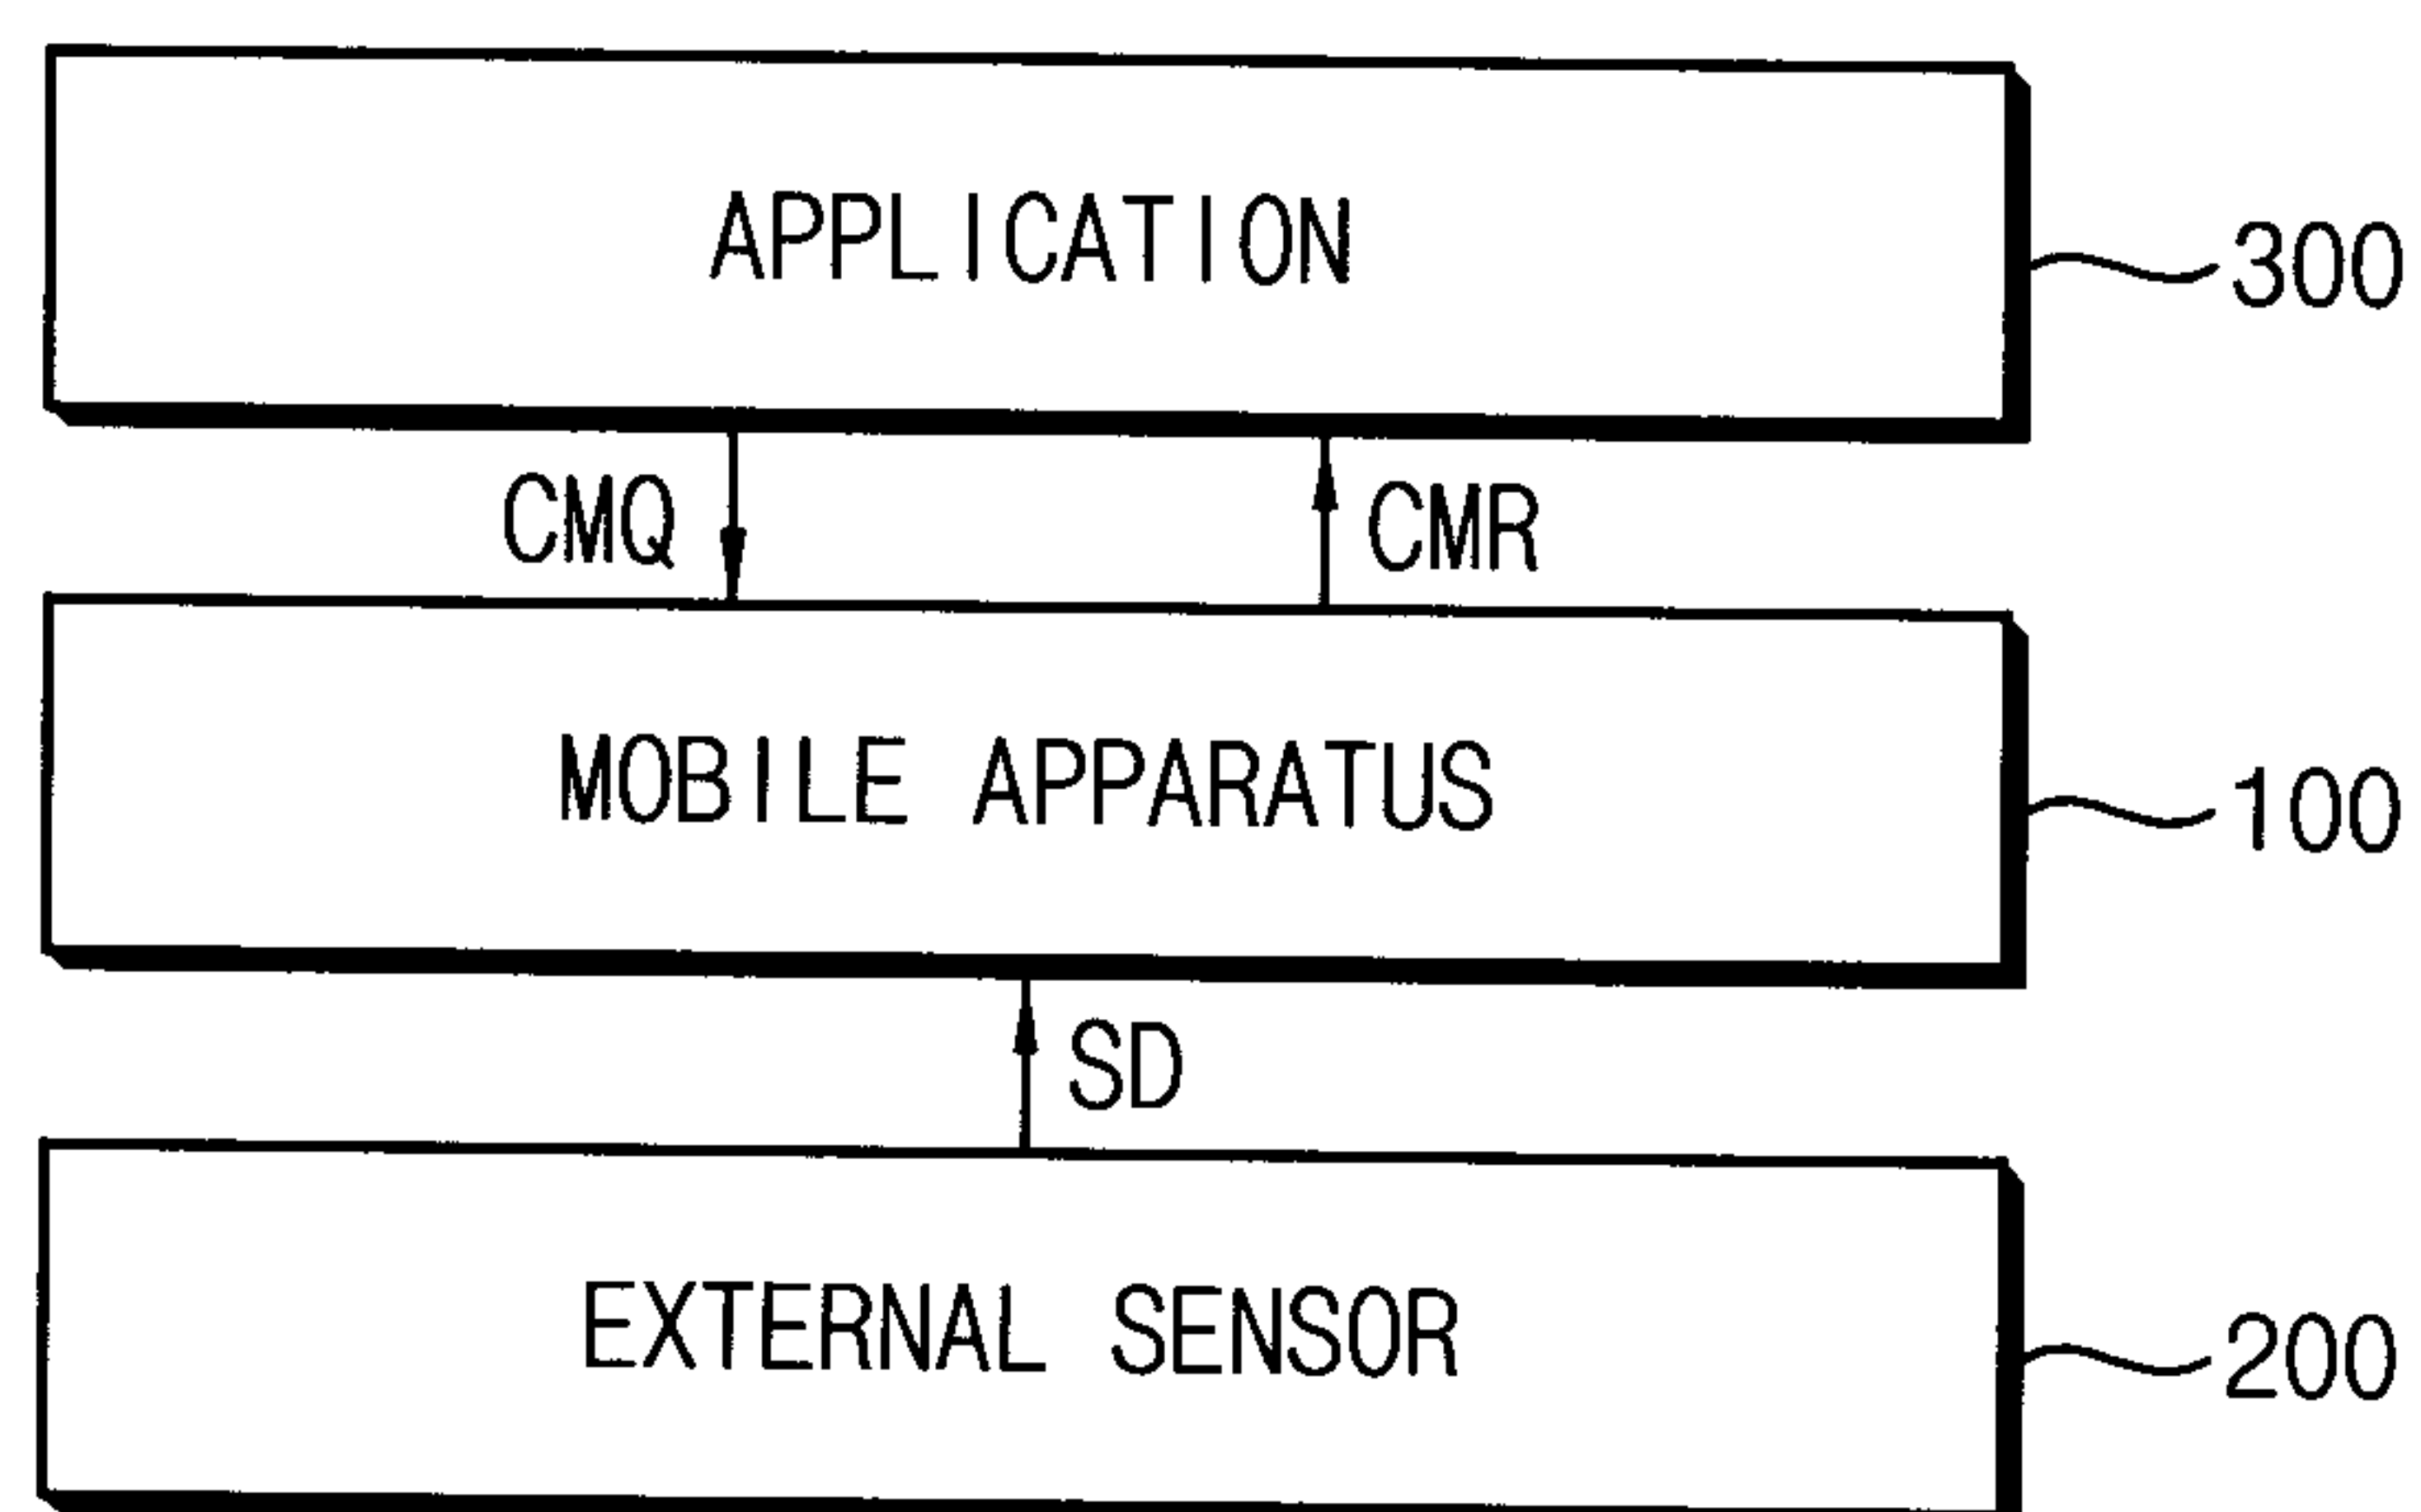 APPLICATION
300
CMQ
CMR
MOBILE APPARATUS
100
SD
EXTERNAL SENSOR
200